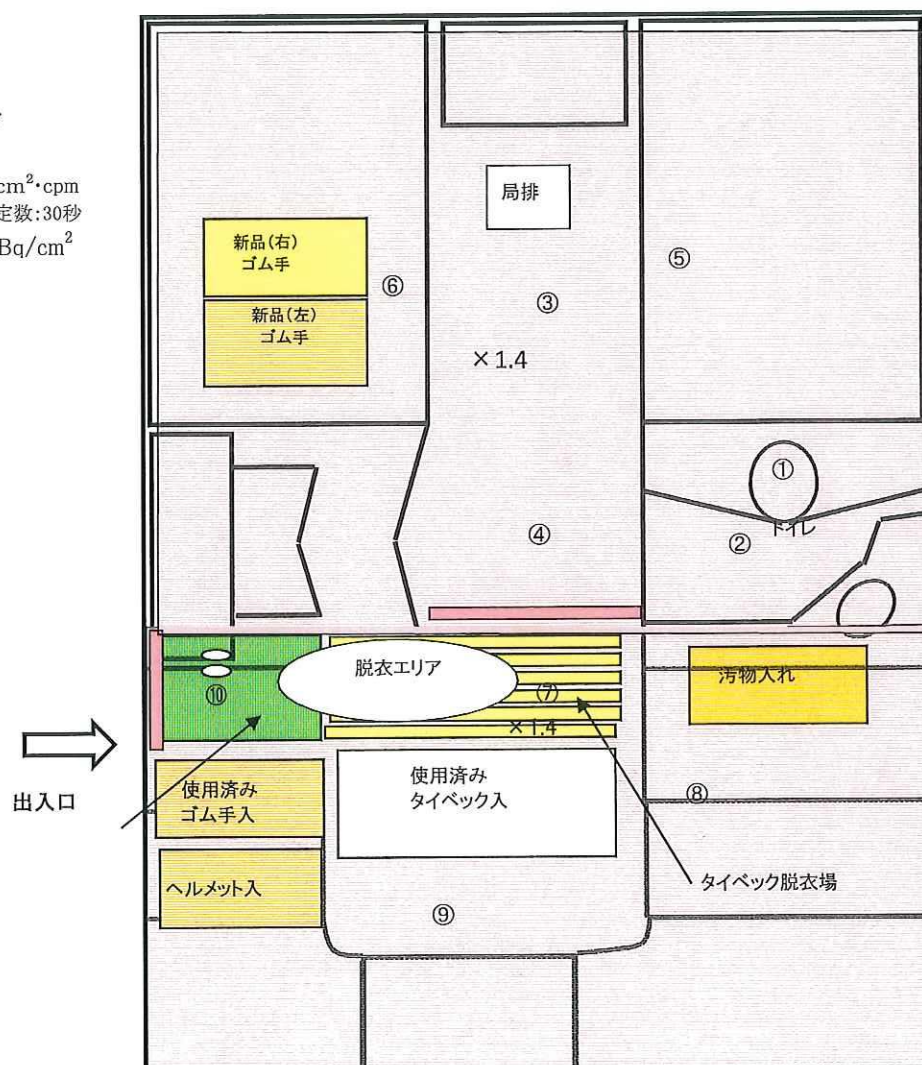 cm²・cpm
定数:30秒
Bq/cm²
局排
新品(右)
ゴム手
⑥
③
⑤
新品(左)
ゴム手
×1.4
①
④
②
トイレ
脱衣エリア
汚物入れ
⑩
⑦
×1.4
出入口
使用済み
ゴム手入
使用済み
タイベック入
⑧
ヘルメット入
タイベック脱衣場
⑨